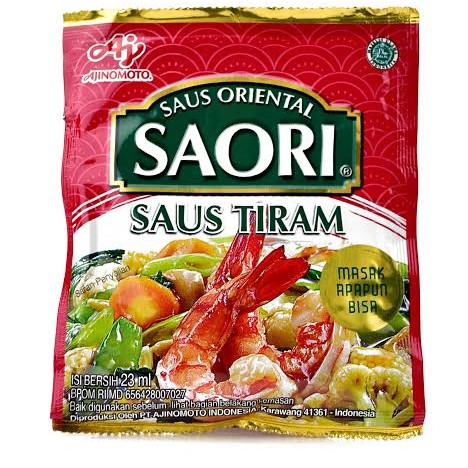 AJINOMOTO
SAUS ORIENTAL
SAORI®
SAUS TIRAM
MASAK
APAPUN
BISA
Saran Penyajian
ISI BERSIH 23 ml
BPOM RI MD 656428007027
Baik digunakan sebelum, lihat bagian belakang kemasan
Diproduksi Oleh PT AJINOMOTO INDONESIA, Karawang 41361 - Indonesia